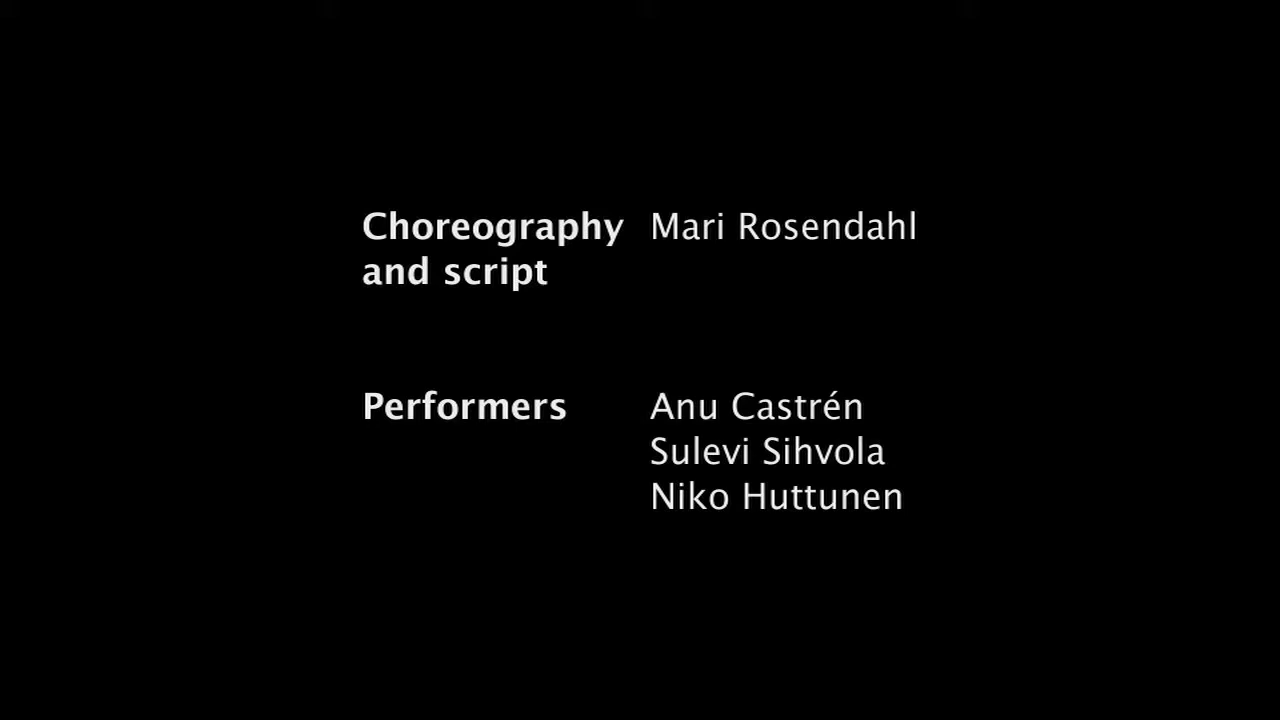 Choreography Mari Rosendahl
and script
Performers Anu Castrén
Sulevi Sihvola
Niko Huttunen